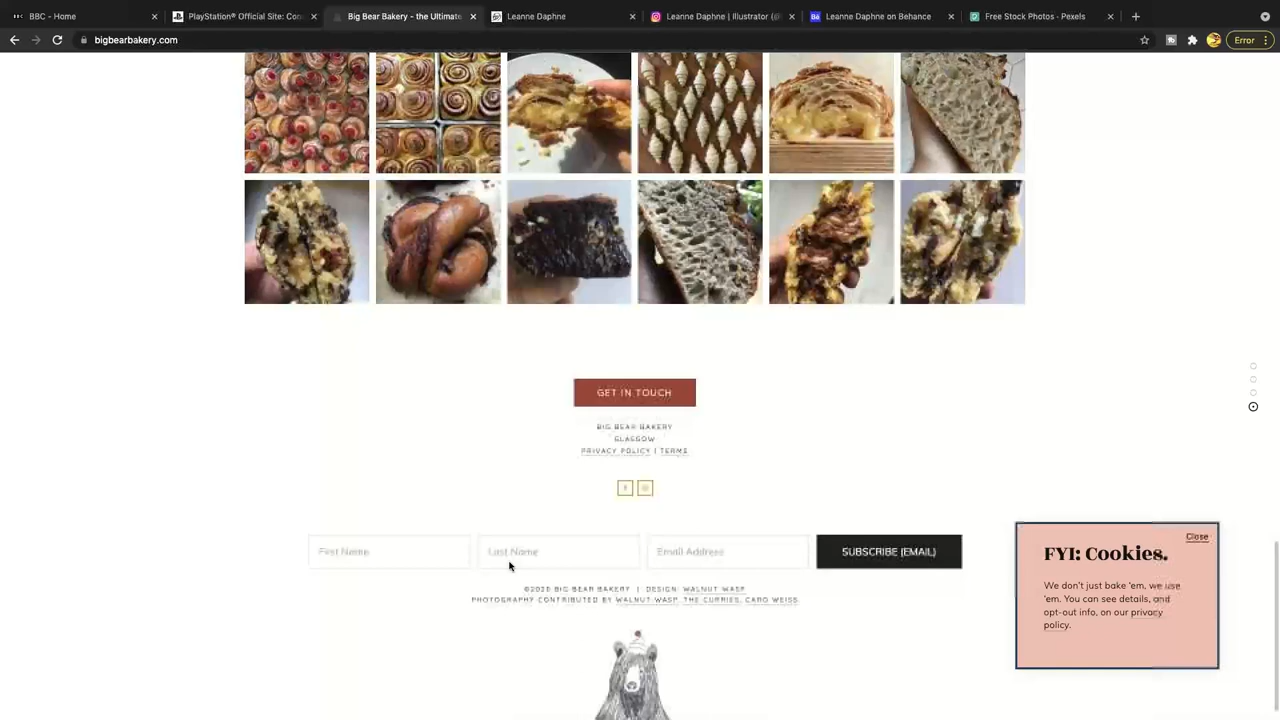 BBC - Home
PlayStation® Official Site: Con
Big Bear Bakery - the Ultimate
Leanne Daphne
Leanne Daphne | Illustrator (@
Leanne Daphne on Behance
Free Stock Photos · Pexels
bigbearbakery.com
Error
GET IN TOUCH
BIG BEAR BAKERY
GLASGOW
PRIVACY POLICY | TERMS
First Name
Last Name
Email Address
SUBSCRIBE (EMAIL)
BIG BEAR BAKERY | DESIGN: WALNUT WASP
PHOTOGRAPHY CONTRIBUTED BY WALNUT WASP, THE CURRIES, CARO WEISS
Close
FYI: Cookies.
We don't just bake 'em, we use
'em. You can see details, and
opt-out info, on our privacy
policy.